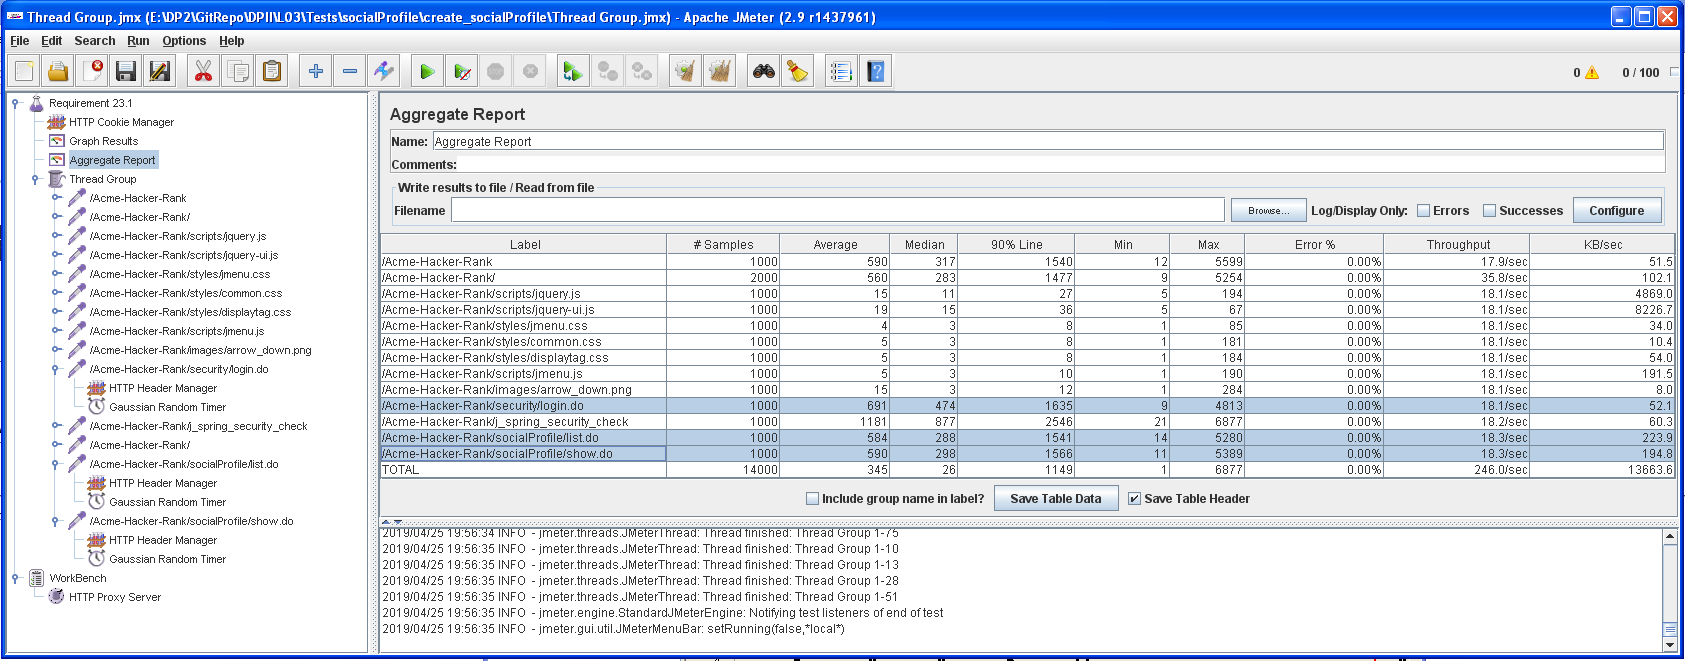 Thread Group.jmx (E:\DP2\GitRepo\DPII\L03\Tests\socialProfile\create_socialProfile\Thread Group.jmx) - Apache JMeter (2.9 r1437961)
File Edit Search Run Options Help
0 0 / 100
Requirement 23.1
HTTP Cookie Manager
Graph Results
Aggregate Report
Thread Group
/Acme-Hacker-Rank
/Acme-Hacker-Rank/
/Acme-Hacker-Rank/scripts/jquery.js
/Acme-Hacker-Rank/scripts/jquery-ui.js
/Acme-Hacker-Rank/styles/jmenu.css
/Acme-Hacker-Rank/styles/common.css
/Acme-Hacker-Rank/styles/displaytag.css
/Acme-Hacker-Rank/scripts/jmenu.js
/Acme-Hacker-Rank/images/arrow_down.png
/Acme-Hacker-Rank/security/login.do
HTTP Header Manager
Gaussian Random Timer
/Acme-Hacker-Rank/j_spring_security_check
/Acme-Hacker-Rank/
/Acme-Hacker-Rank/socialProfile/list.do
HTTP Header Manager
Gaussian Random Timer
/Acme-Hacker-Rank/socialProfile/show.do
HTTP Header Manager
Gaussian Random Timer
WorkBench
HTTP Proxy Server
Aggregate Report
Name: Aggregate Report
Comments:
Write results to file / Read from file
Filename Browse... Log/Display Only: Errors Successes Configure
Label # Samples Average Median 90% Line Min Max Error % Throughput KB/sec
/Acme-Hacker-Rank 1000 590 317 1540 12 5599 0.00% 17.9/sec 51.5
/Acme-Hacker-Rank/ 2000 560 283 1477 9 5254 0.00% 35.8/sec 102.1
/Acme-Hacker-Rank/scripts/jquery.js 1000 15 11 27 5 194 0.00% 18.1/sec 4869.0
/Acme-Hacker-Rank/scripts/jquery-ui.js 1000 19 15 36 5 67 0.00% 18.1/sec 8226.7
/Acme-Hacker-Rank/styles/jmenu.css 1000 4 3 8 1 85 0.00% 18.1/sec 34.0
/Acme-Hacker-Rank/styles/common.css 1000 5 3 8 1 181 0.00% 18.1/sec 10.4
/Acme-Hacker-Rank/styles/displaytag.css 1000 5 3 8 1 184 0.00% 18.1/sec 54.0
/Acme-Hacker-Rank/scripts/jmenu.js 1000 5 3 10 1 190 0.00% 18.1/sec 191.5
/Acme-Hacker-Rank/images/arrow_down.png 1000 15 3 12 1 284 0.00% 18.1/sec 8.0
/Acme-Hacker-Rank/security/login.do 1000 691 474 1635 9 4813 0.00% 18.1/sec 52.1
/Acme-Hacker-Rank/j_spring_security_check 1000 1181 877 2546 21 6877 0.00% 18.2/sec 60.3
/Acme-Hacker-Rank/socialProfile/list.do 1000 584 288 1541 14 5280 0.00% 18.3/sec 223.9
/Acme-Hacker-Rank/socialProfile/show.do 1000 590 298 1566 11 5389 0.00% 18.3/sec 194.8
TOTAL 14000 345 26 1149 1 6877 0.00% 246.0/sec 13663.6
Include group name in label? Save Table Data Save Table Header
2019/04/25 19:56:34 INFO - jmeter.threads.JMeterThread: Thread finished: Thread Group 1-75
2019/04/25 19:56:35 INFO - jmeter.threads.JMeterThread: Thread finished: Thread Group 1-10
2019/04/25 19:56:35 INFO - jmeter.threads.JMeterThread: Thread finished: Thread Group 1-13
2019/04/25 19:56:35 INFO - jmeter.threads.JMeterThread: Thread finished: Thread Group 1-28
2019/04/25 19:56:35 INFO - jmeter.threads.JMeterThread: Thread finished: Thread Group 1-51
2019/04/25 19:56:35 INFO - jmeter.engine.StandardJMeterEngine: Notifying test listeners of end of test
2019/04/25 19:56:35 INFO - jmeter.gui.util.JMeterMenuBar: setRunning(false,*local*)